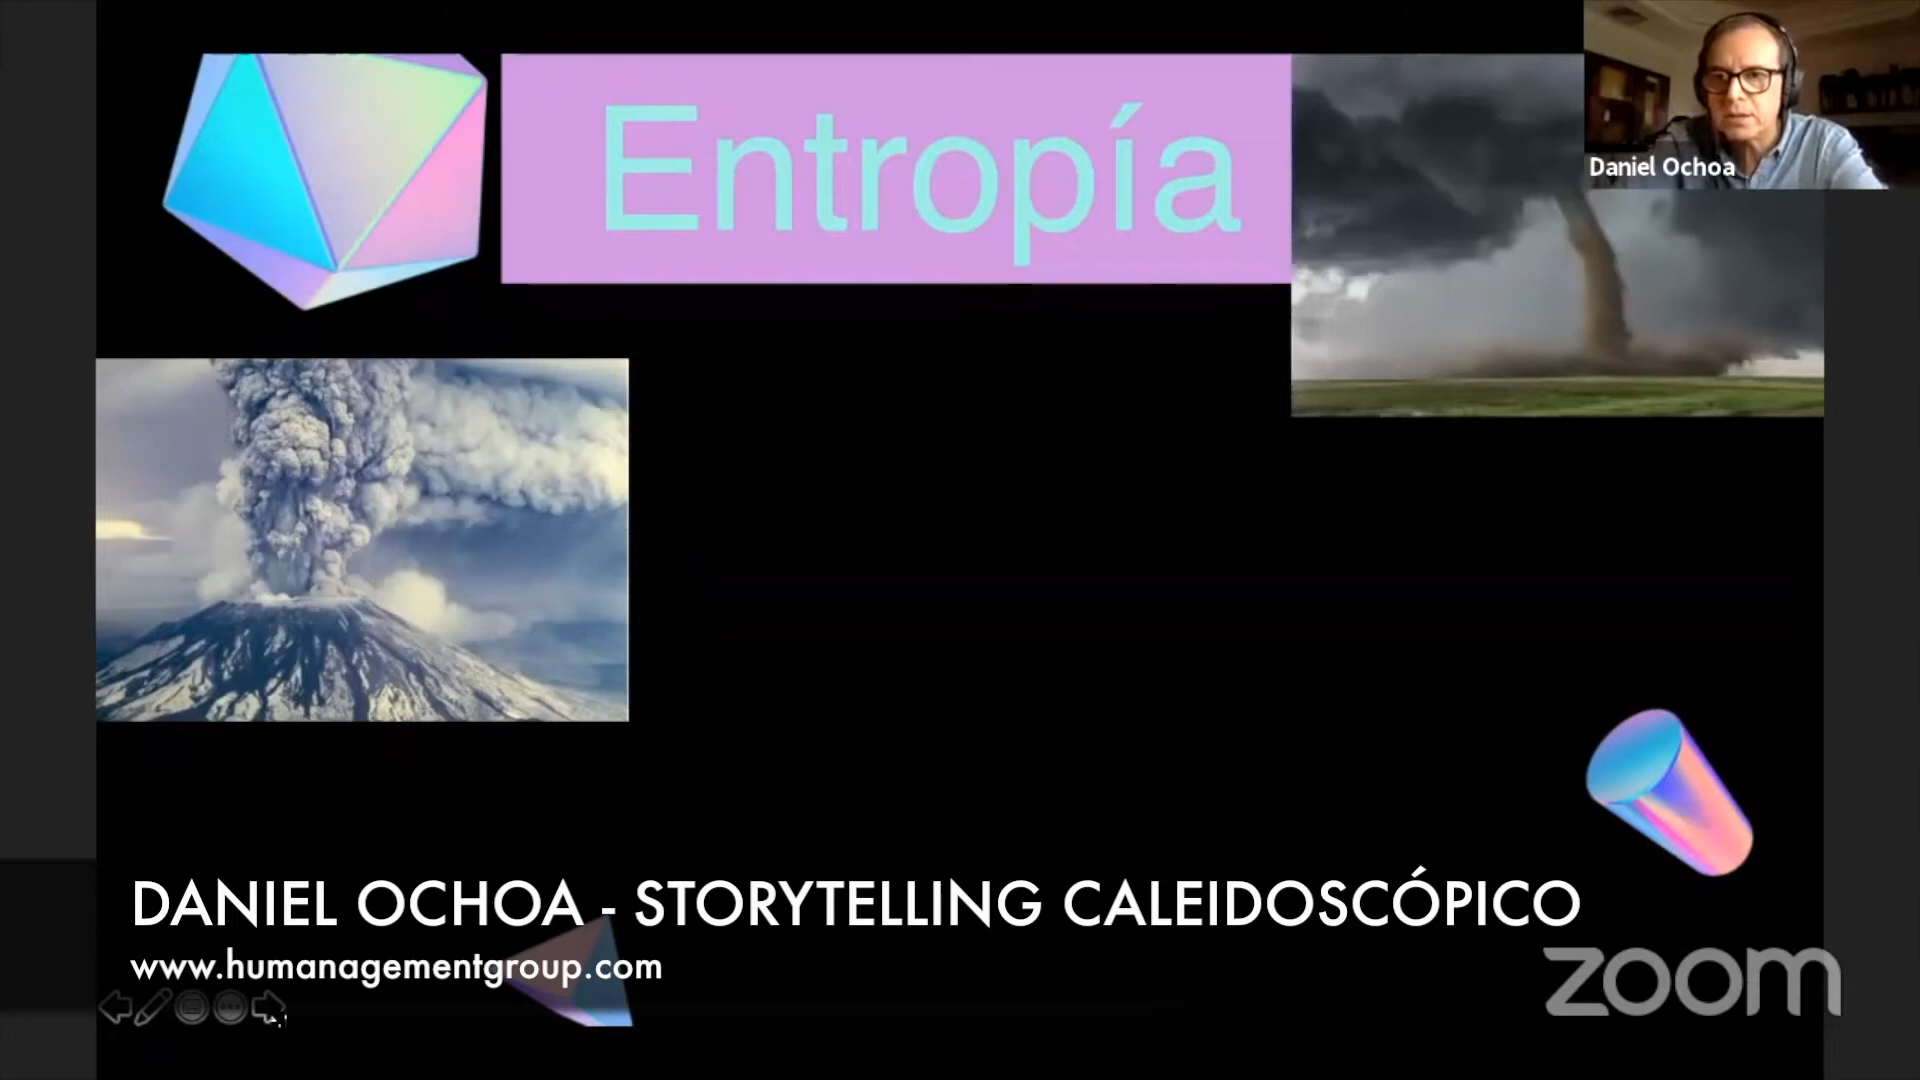 Entropía
Daniel Ochoa
DANIEL OCHOA - STORYTELLING CALEIDOSCÓPICO
www.humanagementgroup.com
zoom